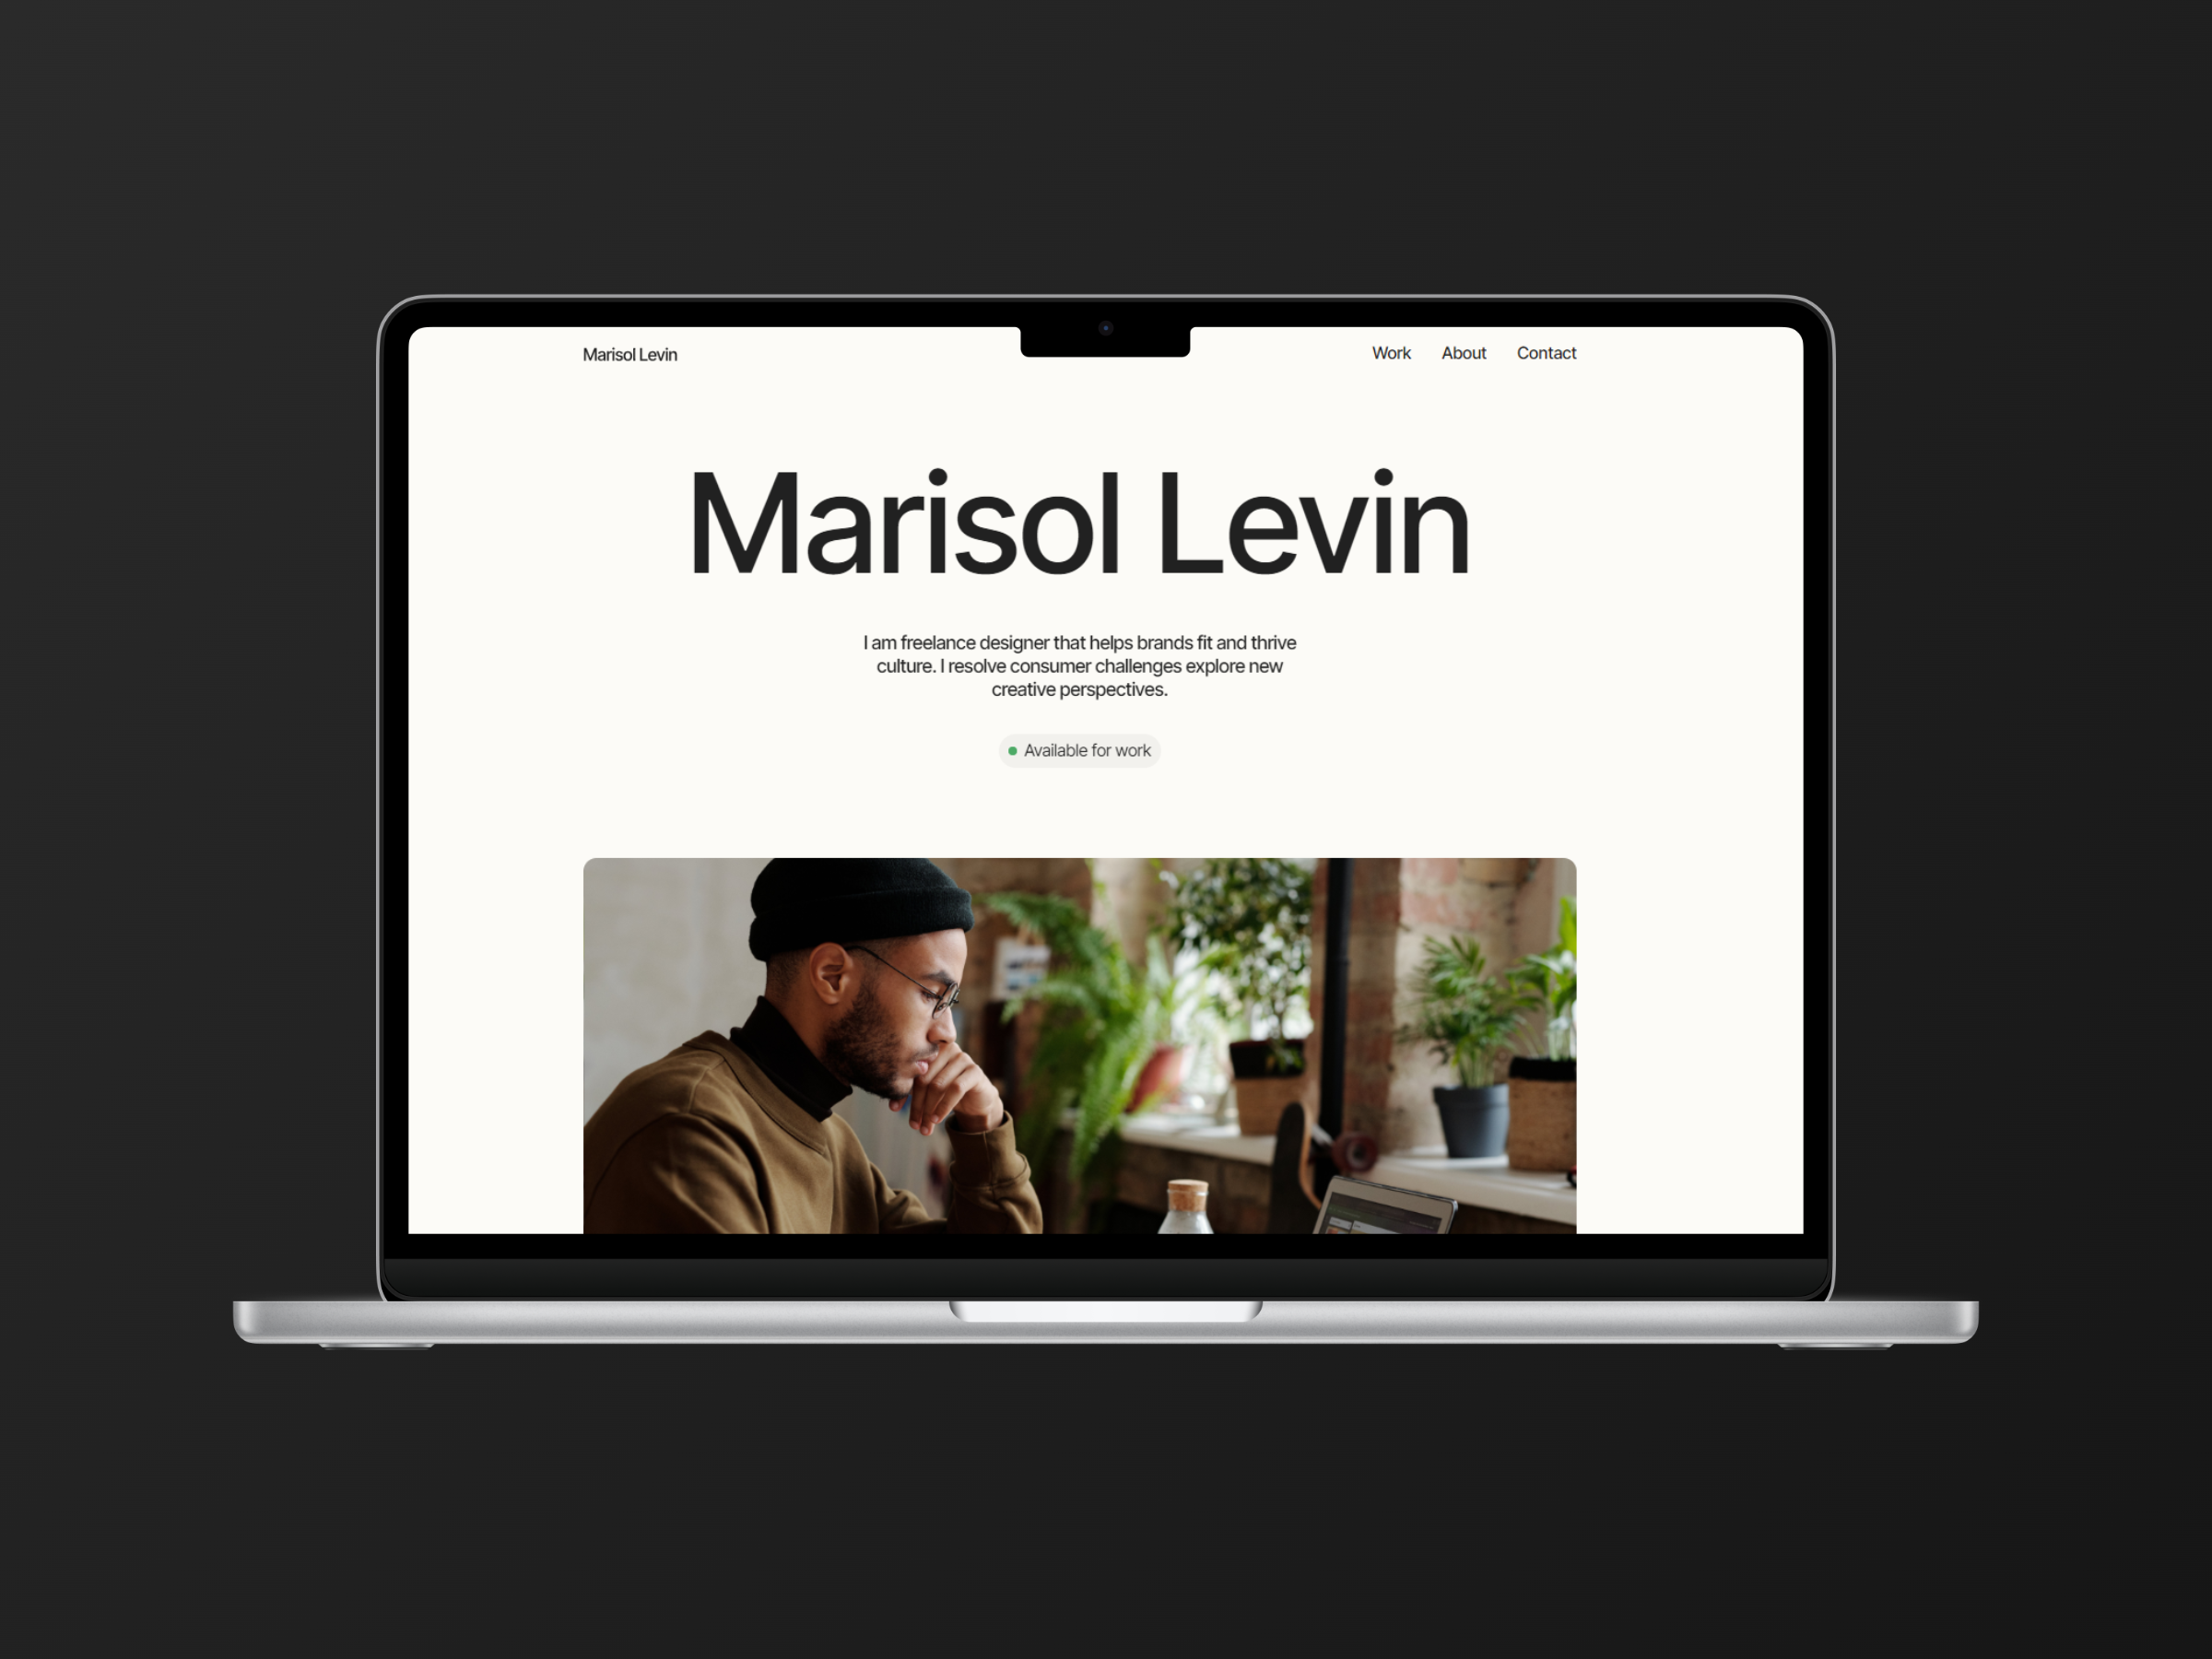 Marisol Levin
Work About Contact
Marisol Levin
I am freelance designer that helps brands fit and thrive
culture. I resolve consumer challenges explore new
creative perspectives.
Available for work